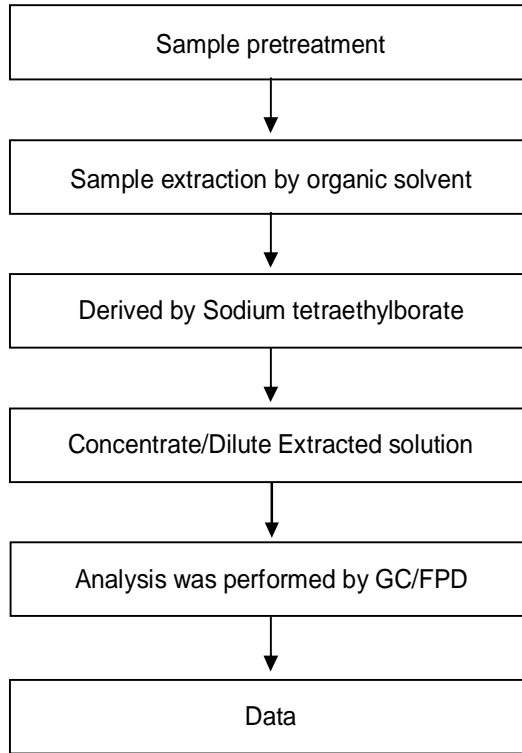 Sample pretreatment
Sample extraction by organic solvent
Derived by Sodium tetraethylborate
Concentrate/Dilute Extracted solution
Analysis was performed by GC/FPD
Data